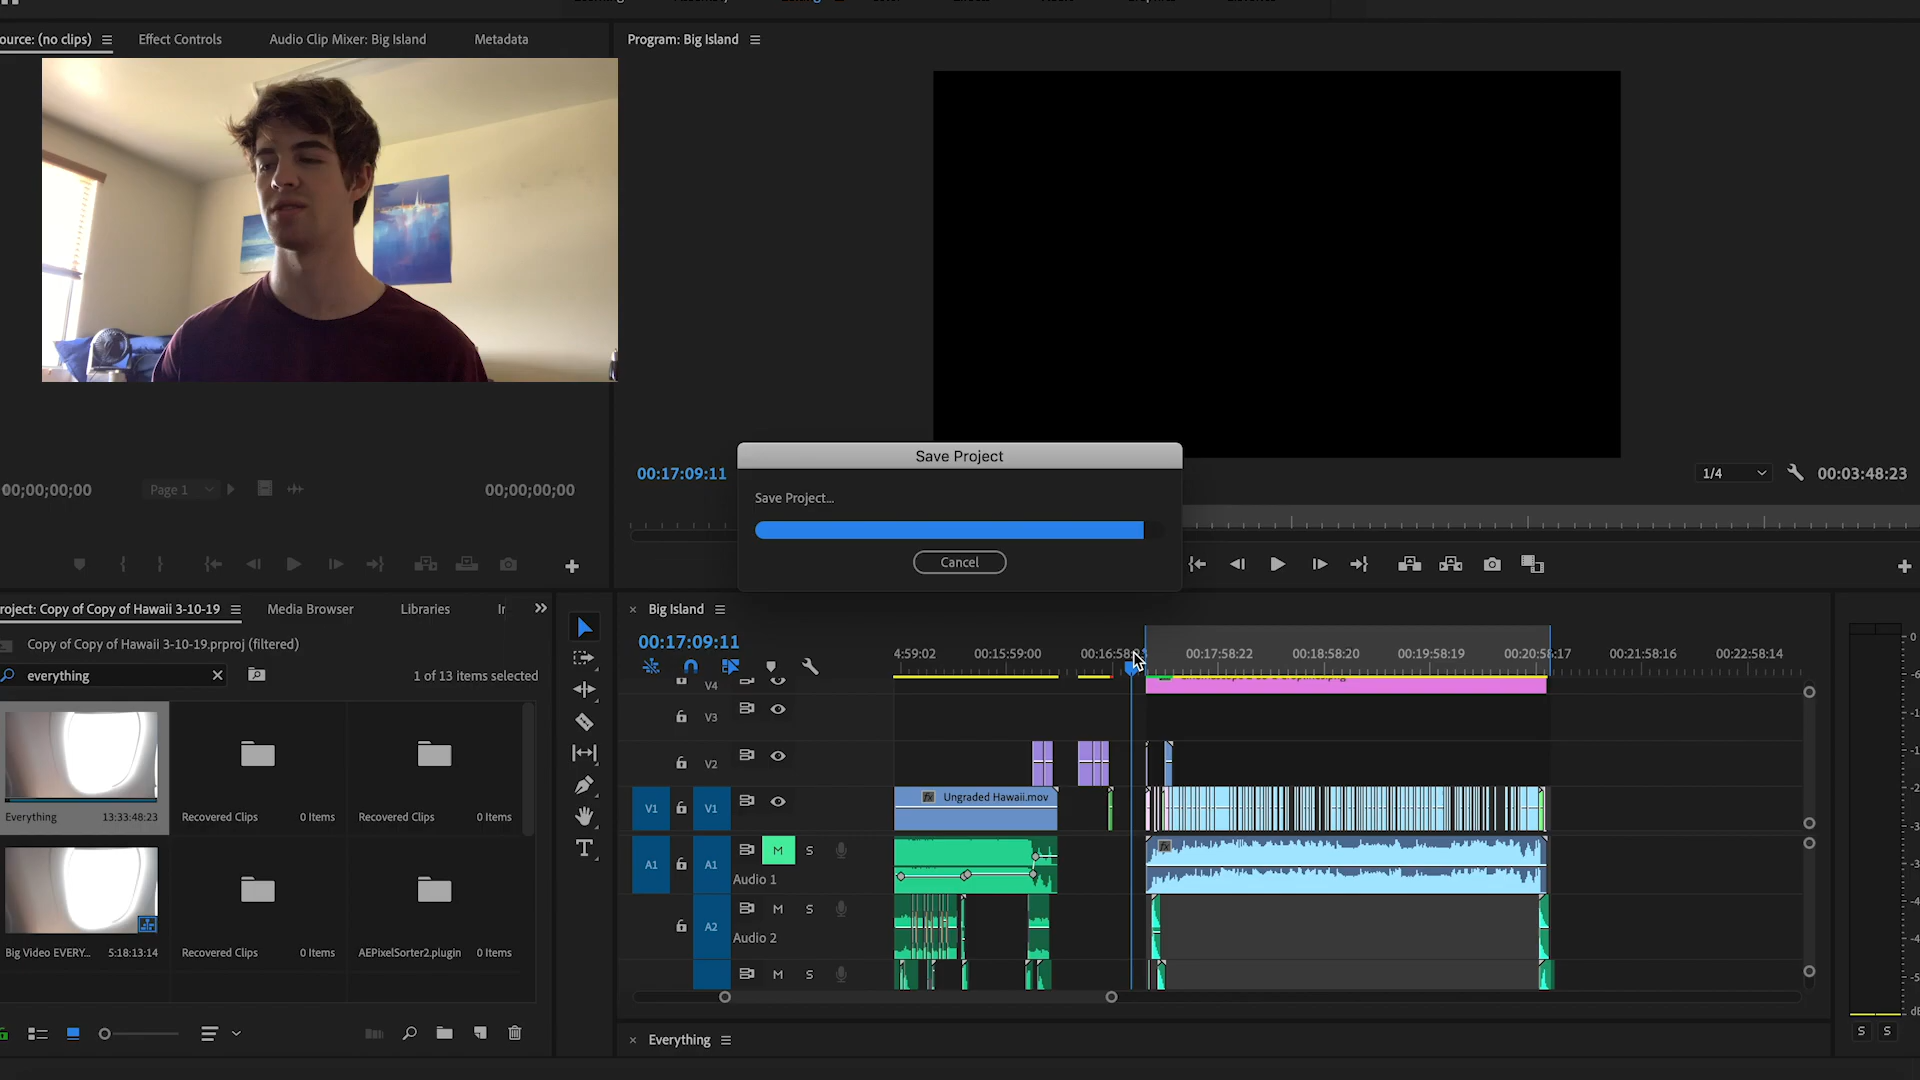 ource: (no clips)
Effect Controls
Audio Clip Mixer: Big Island
Metadata
Program: Big Island
00:17:09:11
1/4
00:03:48:23
00;00;00;00
Page 1
00;00;00;00
Save Project
Save Project...
Cancel
roject: Copy of Copy of Hawaii 3-10-19
Media Browser
Libraries
Copy of Copy of Hawaii 3-10-19.prproj (filtered)
everything
1 of 13 items selected
Everything
13:33:48:23
Recovered Clips
0 Items
Recovered Clips
0 Items
Big Video EVERY...
5:18:13:14
Recovered Clips
0 Items
AEPixelSorter2.plugin
0 Items
Big Island
00:17:09:11
4:59:02
00:15:59:00
00:17:58:22
00:18:58:20
00:19:58:19
00:20:58:17
00:21:58:16
00:22:58:14
V4
V3
V2
V1
V1
Ungraded Hawaii.mov
A1
A1
M
S
Audio 1
A2
M
S
Audio 2
M
S
Everything
S
S